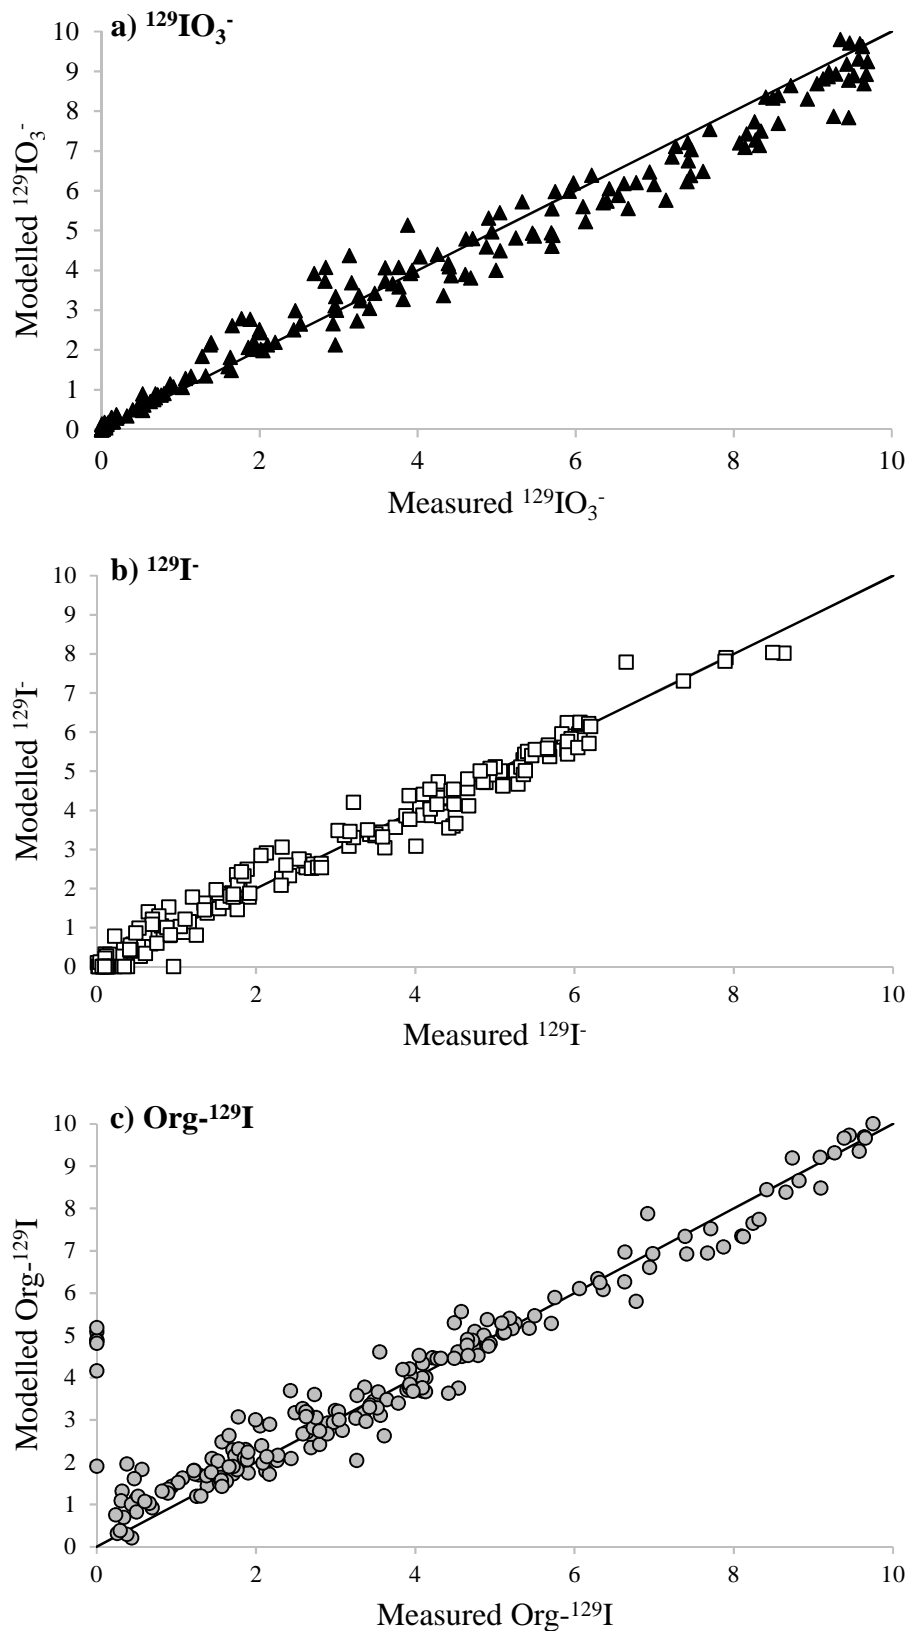 a) ¹²⁹IO₃⁻
10
9
8
7
6
5
4
3
2
1
0
Modelled ¹²⁹IO₃⁻
0 2 4 6 8 10
Measured ¹²⁹IO₃⁻
b) ¹²⁹I⁻
10
9
8
7
6
5
4
3
2
1
0
Modelled ¹²⁹I⁻
0 2 4 6 8 10
Measured ¹²⁹I⁻
c) Org-¹²⁹I
10
9
8
7
6
5
4
3
2
1
0
Modelled Org-¹²⁹I
0 2 4 6 8 10
Measured Org-¹²⁹I